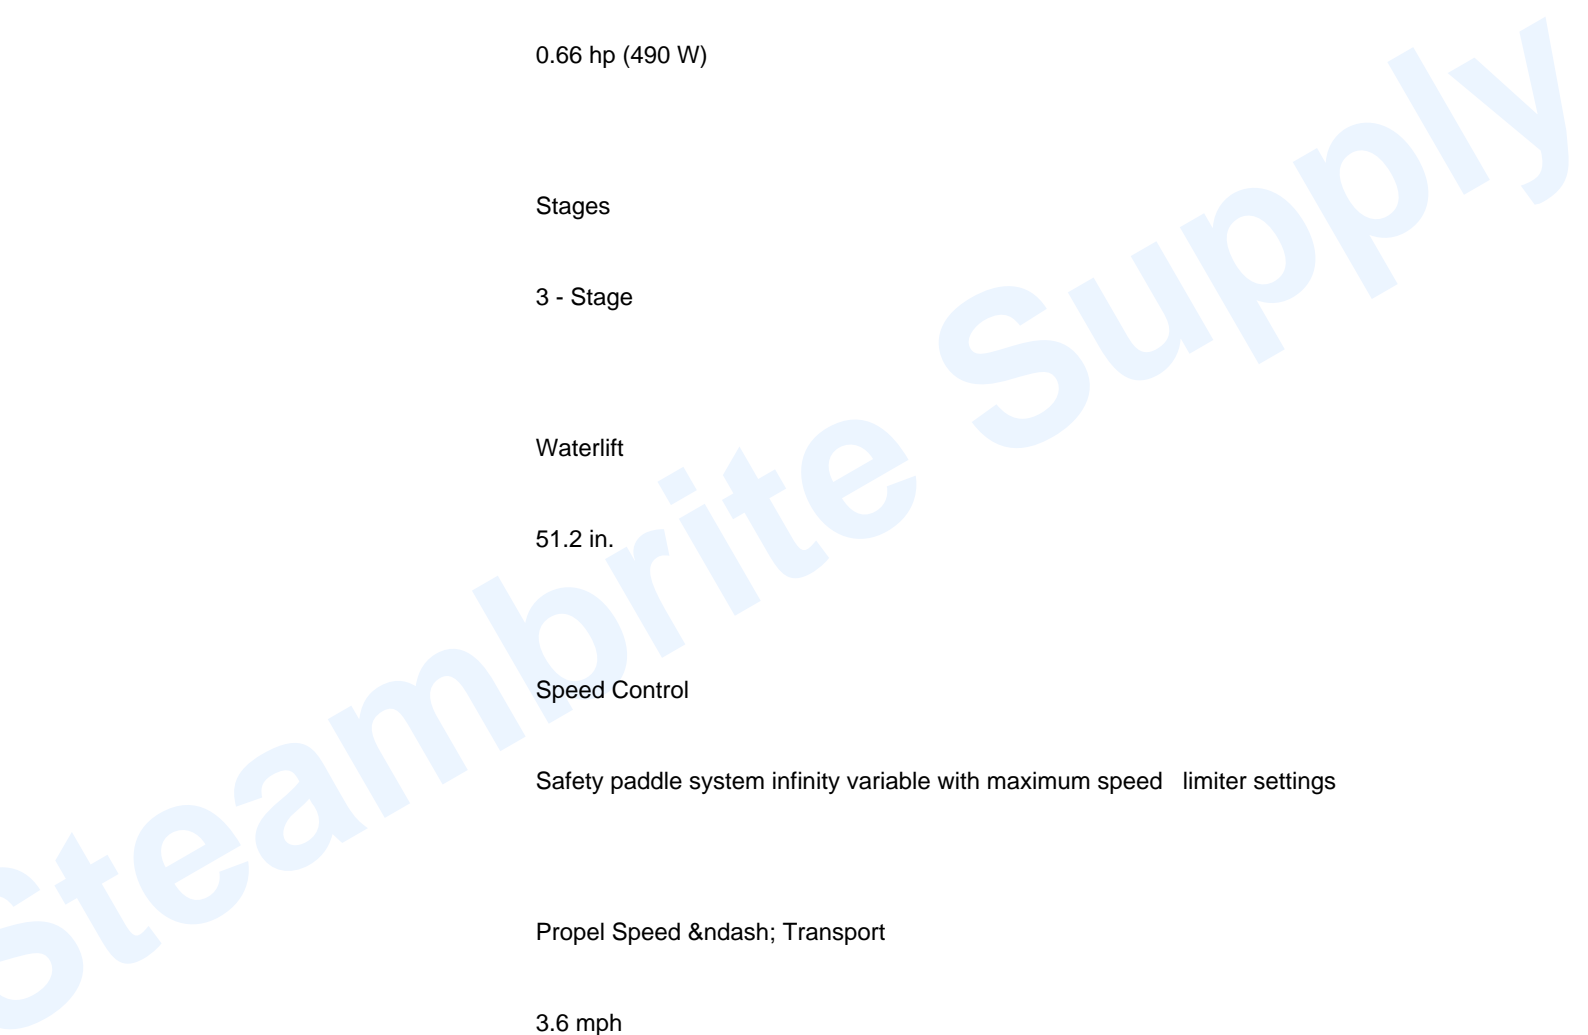 0.66 hp (490 W)
Stages
3 - Stage
Waterlift
51.2 in.
Speed Control
Safety paddle system infinity variable with maximum speed   limiter settings
Propel Speed &ndash; Transport
3.6 mph
Steambrite Supply